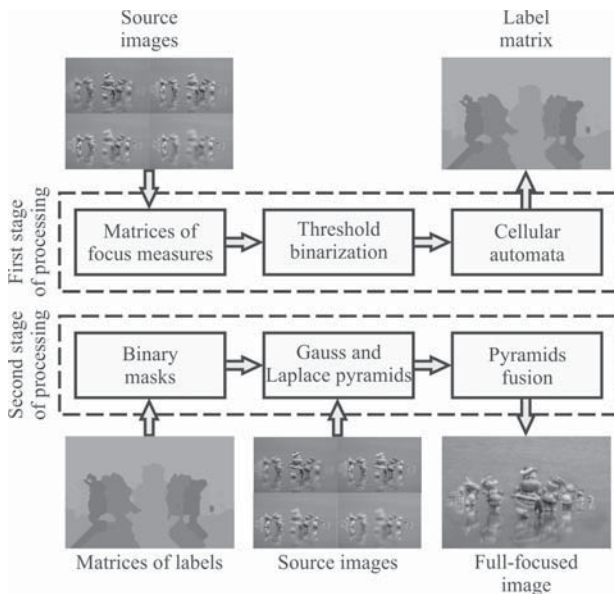 Source
images
Label
matrix
First stage
of processing
Matrices of
focus measures
Threshold
binarization
Cellular
automata
Second stage
of processing
Binary
masks
Gauss and
Laplace pyramids
Pyramids
fusion
Matrices of labels
Source images
Full-focused
image